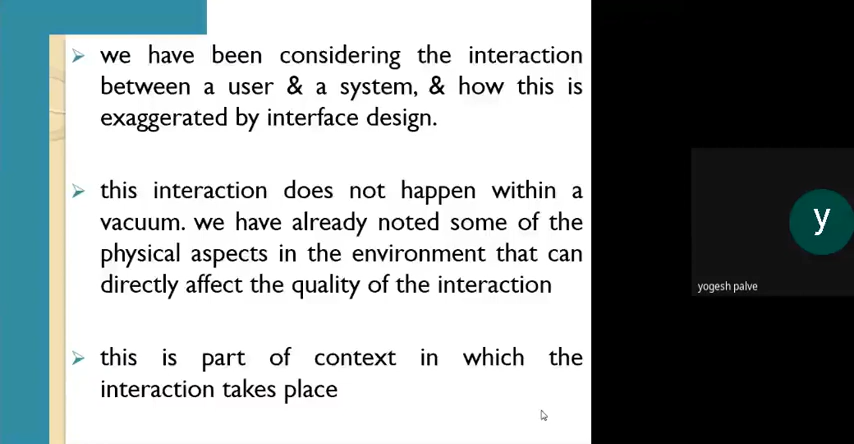 ➢ we have been considering the interaction
between a user & a system, & how this is
exaggerated by interface design.
➢ this interaction does not happen within a
vacuum. we have already noted some of the
physical aspects in the environment that can
directly affect the quality of the interaction
➢ this is part of context in which the
interaction takes place
y
yogesh palve